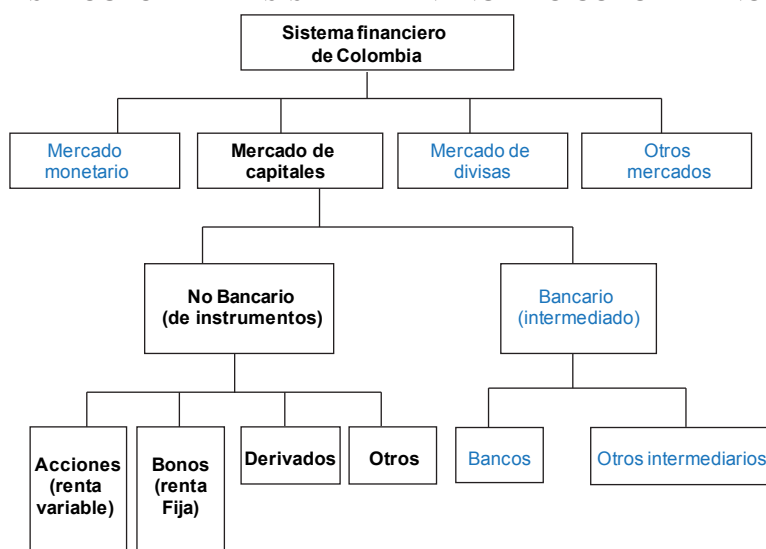 Sistema financiero
de Colombia
Mercado
monetario
Mercado de
capitales
Mercado de
divisas
Otros
mercados
No Bancario
(de instrumentos)
Bancario
(intermediado)
Acciones
(renta
variable)
Bonos
(renta
Fija)
Derivados
Otros
Bancos
Otros intermediarios